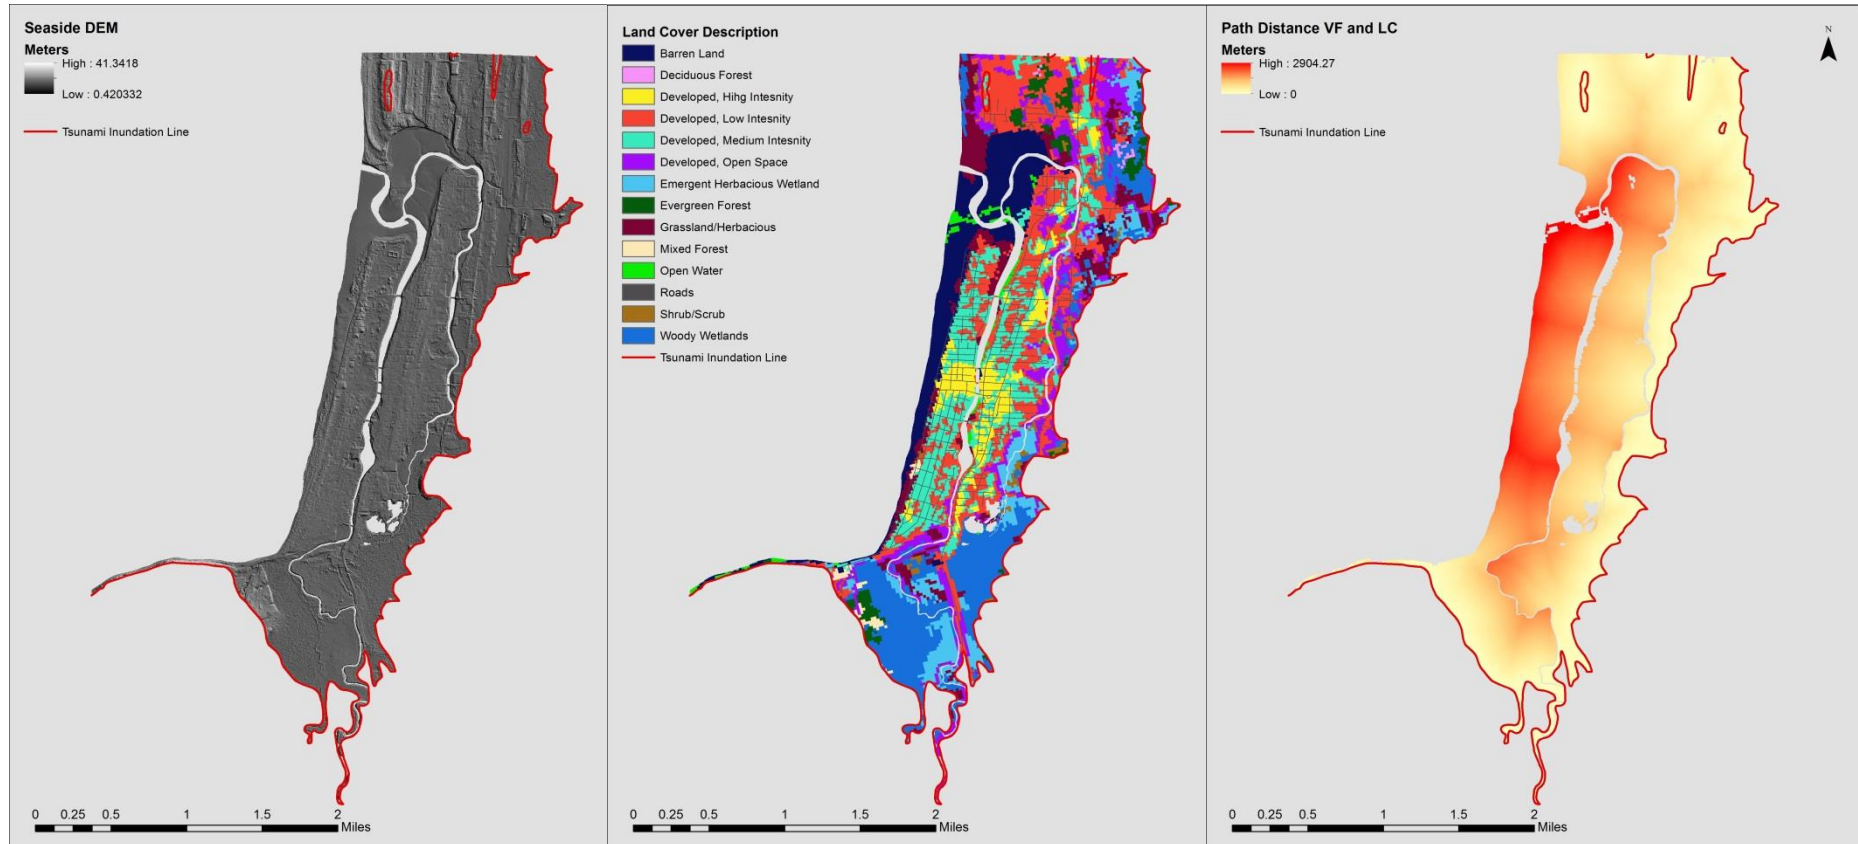 Seaside DEM
Meters
High : 41.3418
Low : 0.420332
Tsunami Inundation Line
0 0.25 0.5 1 1.5 2
Miles
Land Cover Description
Barren Land
Deciduous Forest
Developed, Hihg Intesnity
Developed, Low Intesnity
Developed, Medium Intesnity
Developed, Open Space
Emergent Herbacious Wetland
Evergreen Forest
Grassland/Herbacious
Mixed Forest
Open Water
Roads
Shrub/Scrub
Woody Wetlands
Tsunami Inundation Line
0 0.25 0.5 1 1.5 2
Miles
Path Distance VF and LC
Meters
High : 2904.27
Low : 0
Tsunami Inundation Line
N
0 0.25 0.5 1 1.5 2
Miles